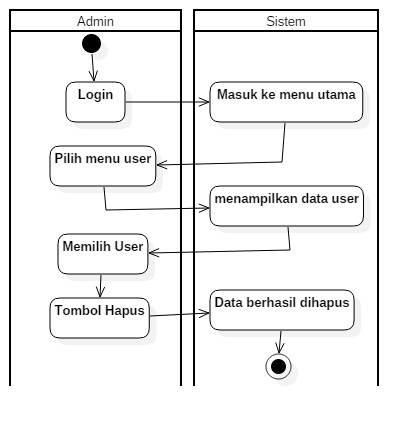 Admin
Sistem
Login
Masuk ke menu utama
Pilih menu user
menampilkan data user
Memilih User
Tombol Hapus
Data berhasil dihapus